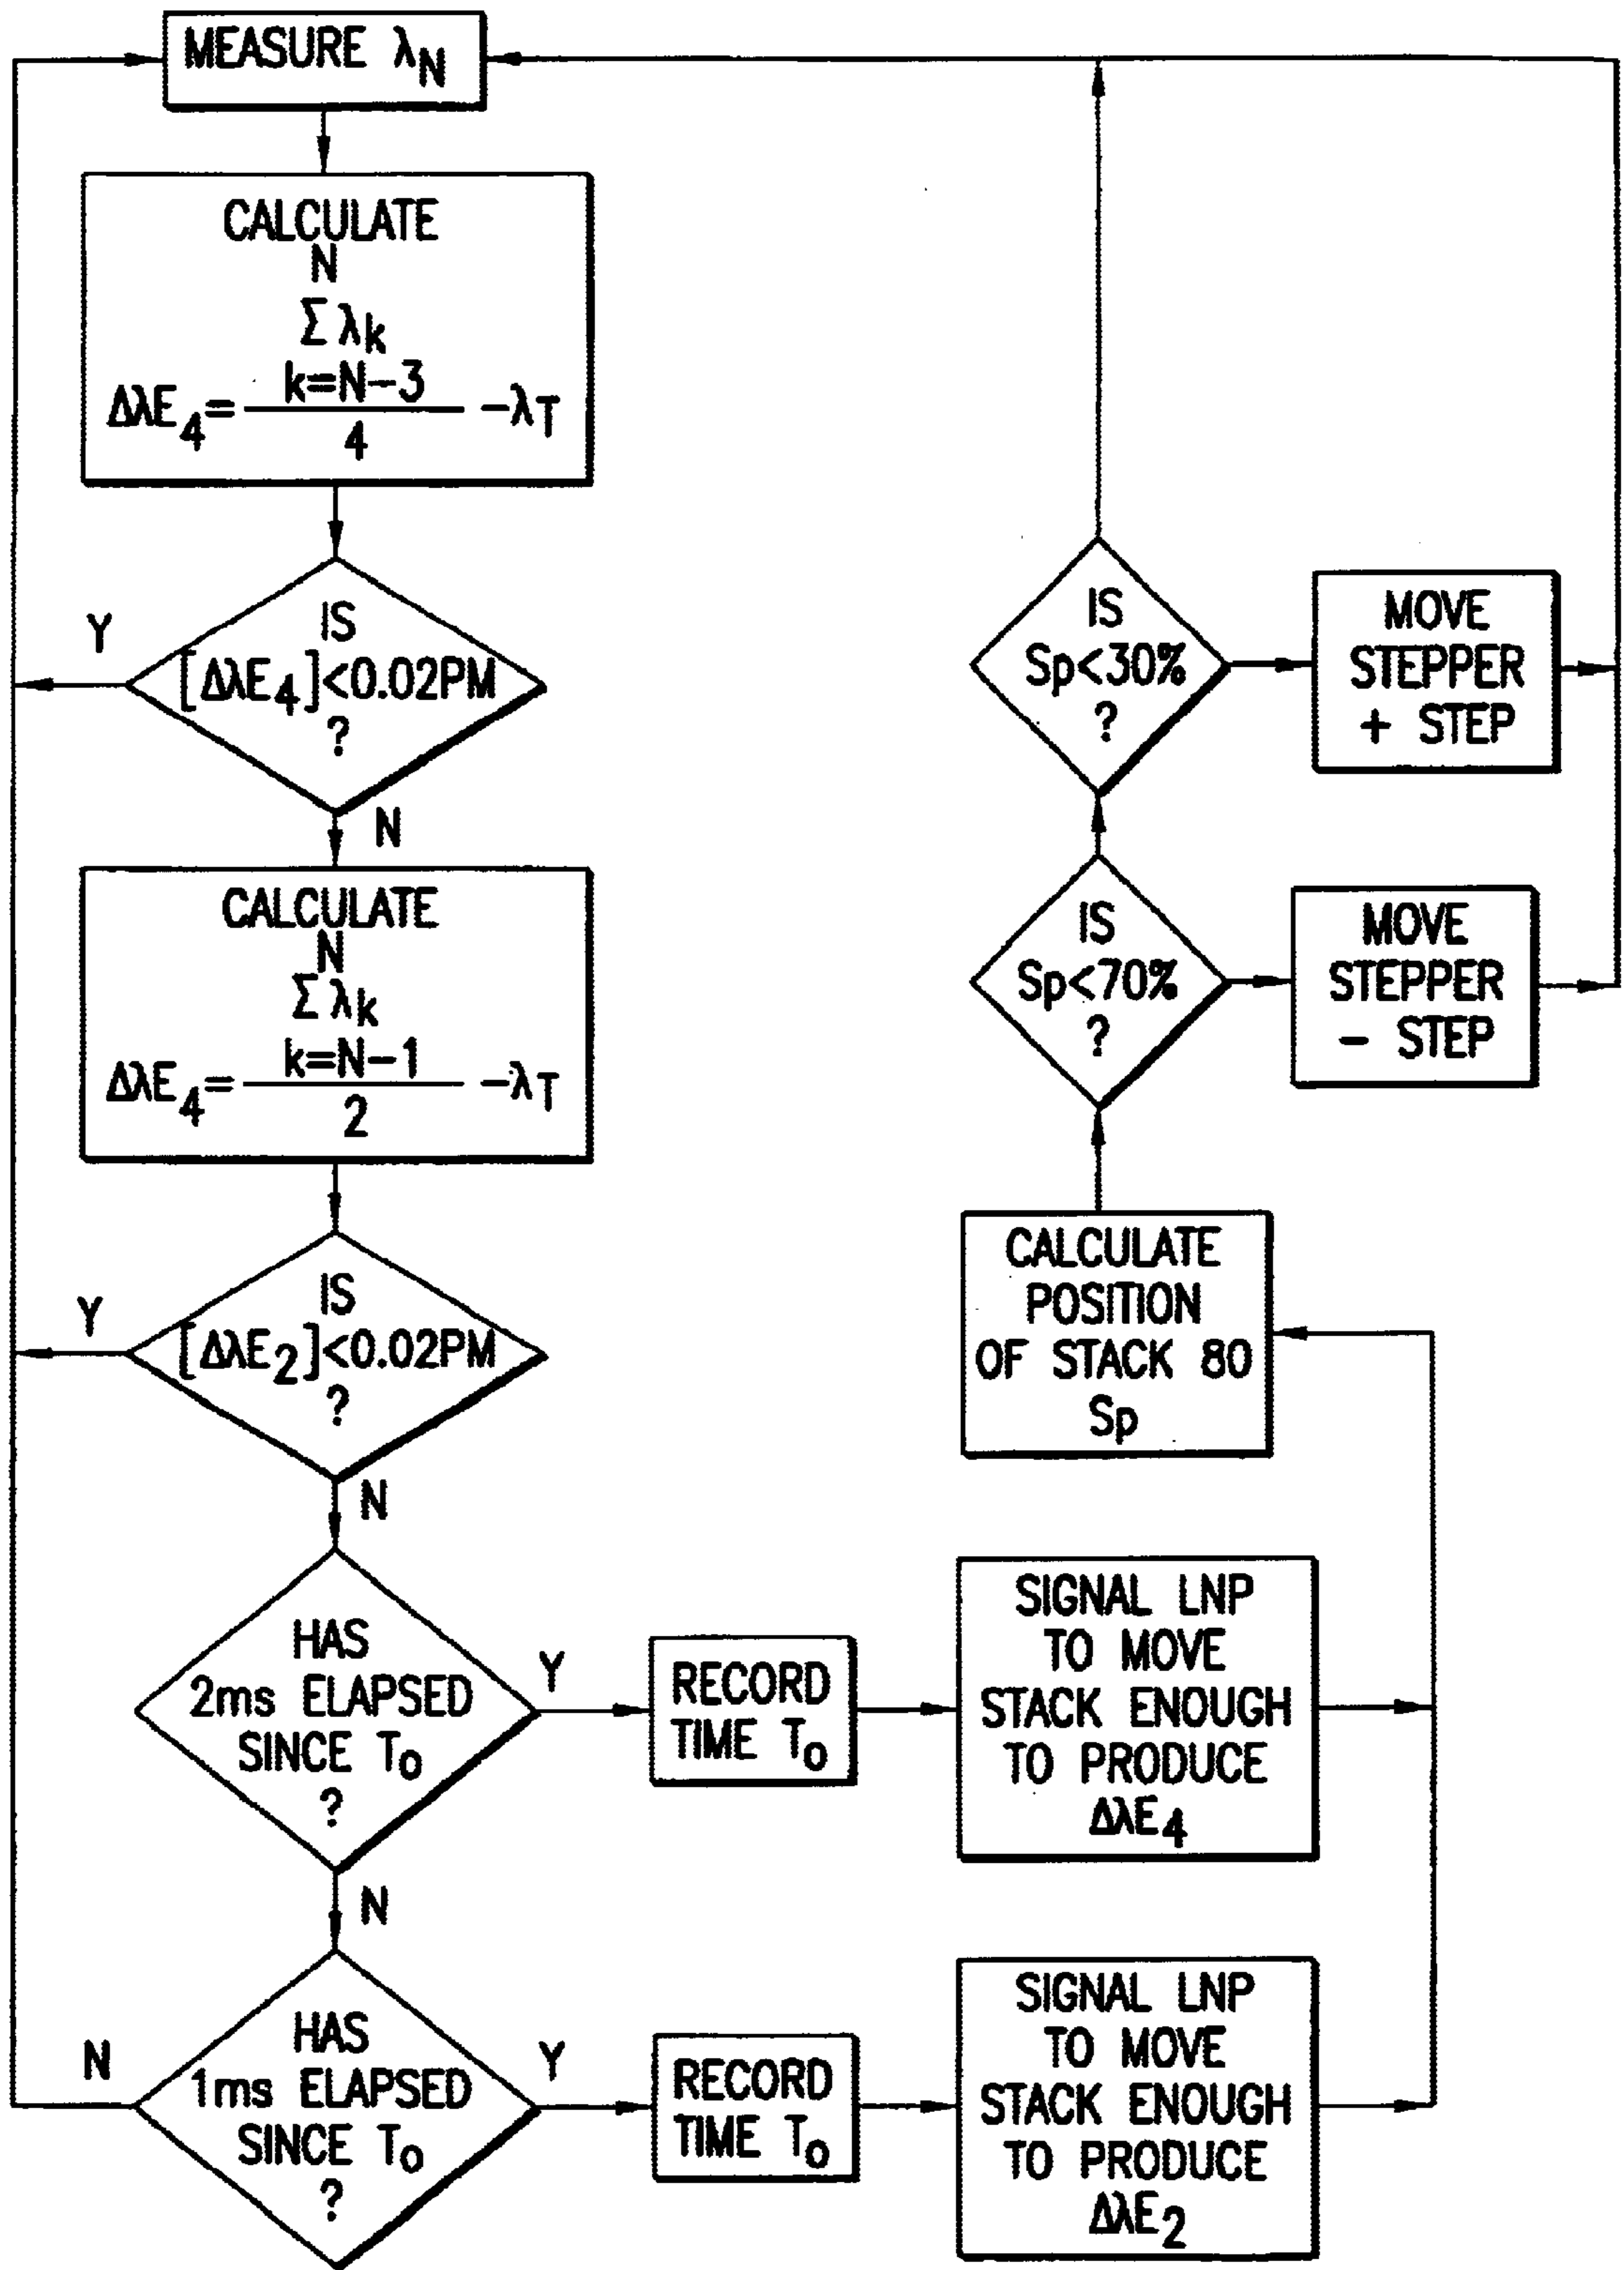 MEASURE λN
CALCULATE
N
Σ λk
k=N-3
ΔλE4= -λT
4
IS
[ΔλE4]<0.02PM
?
Y
N
CALCULATE
N
Σ λk
k=N-1
ΔλE4= -λT
2
IS
[ΔλE2]<0.02PM
?
Y
N
HAS
2ms ELAPSED
SINCE To
?
Y
N
RECORD
TIME To
SIGNAL LNP
TO MOVE
STACK ENOUGH
TO PRODUCE
ΔλE4
HAS
1ms ELAPSED
SINCE To
?
N
Y
RECORD
TIME To
SIGNAL LNP
TO MOVE
STACK ENOUGH
TO PRODUCE
ΔλE2
CALCULATE
POSITION
OF STACK 80
Sp
IS
Sp<70%
?
MOVE
STEPPER
- STEP
IS
Sp<30%
?
MOVE
STEPPER
+ STEP